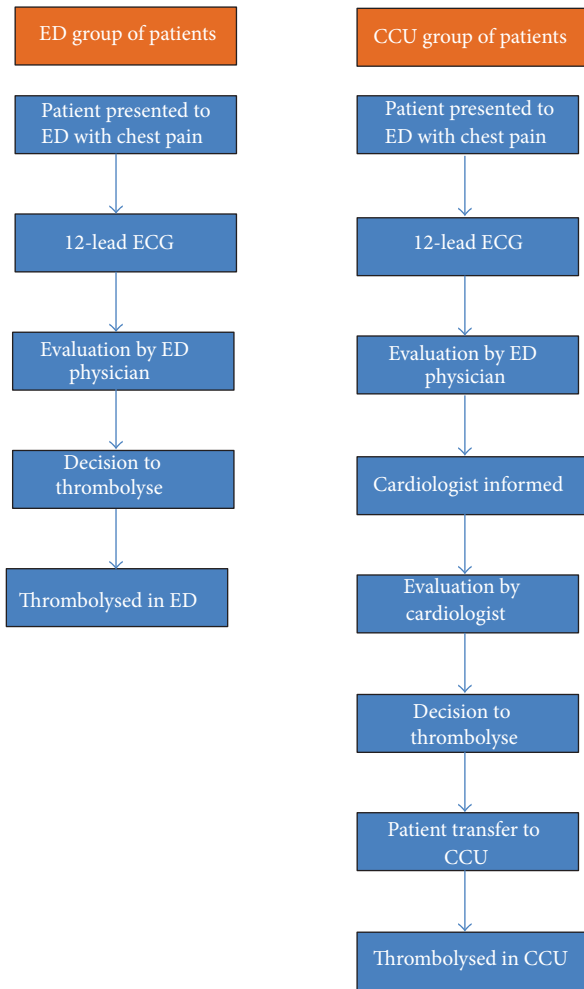 ED group of patients
Patient presented to
ED with chest pain
12-lead ECG
Evaluation by ED
physician
Decision to
thrombolyse
Thrombolysed in ED
CCU group of patients
Patient presented to
ED with chest pain
12-lead ECG
Evaluation by ED
physician
Cardiologist informed
Evaluation by
cardiologist
Decision to
thrombolyse
Patient transfer to
CCU
Thrombolysed in CCU